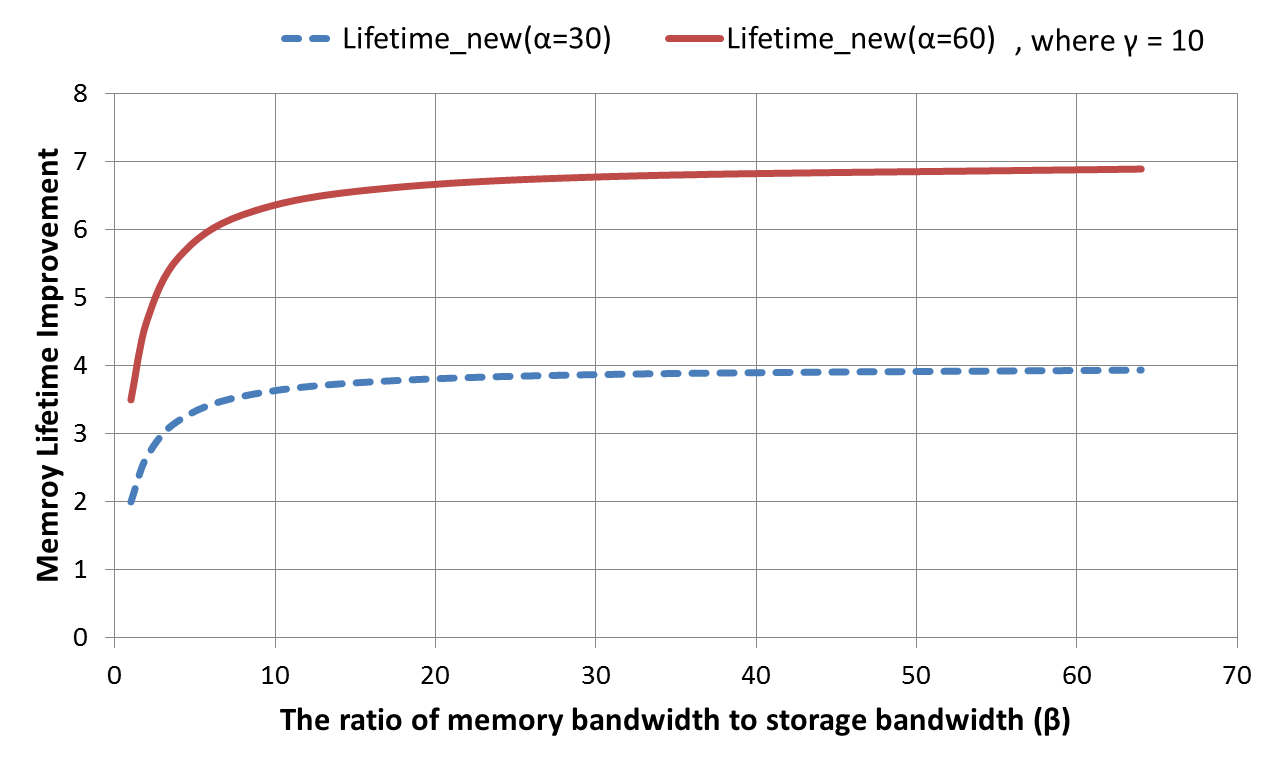 Lifetime_new(α=30) Lifetime_new(α=60) , where γ = 10
Memroy Lifetime Improvement
8
7
6
5
4
3
2
1
0
0 10 20 30 40 50 60 70
The ratio of memory bandwidth to storage bandwidth (β)